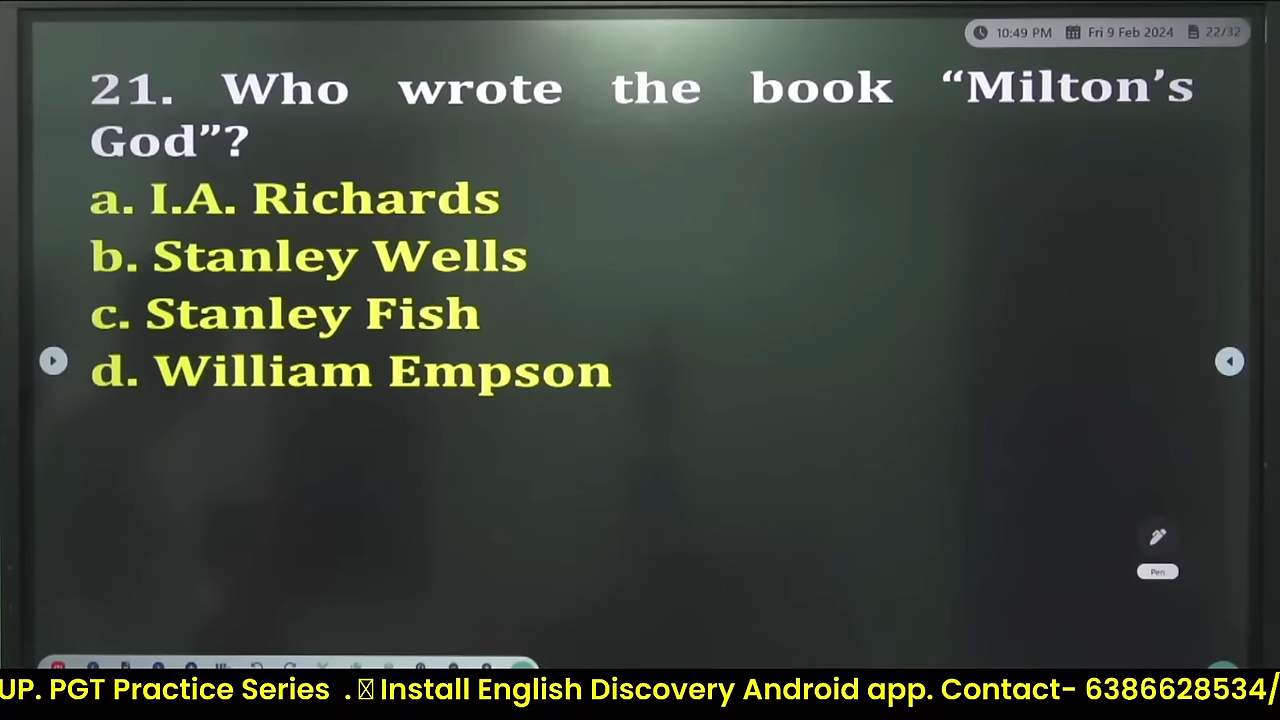 10:49 PM Fri 9 Feb 2024 22/32
21. Who wrote the book “Milton’s
God”?
a. I.A. Richards
b. Stanley Wells
c. Stanley Fish
d. William Empson
Pen
UP. PGT Practice Series . Install English Discovery Android app. Contact- 6386628534/